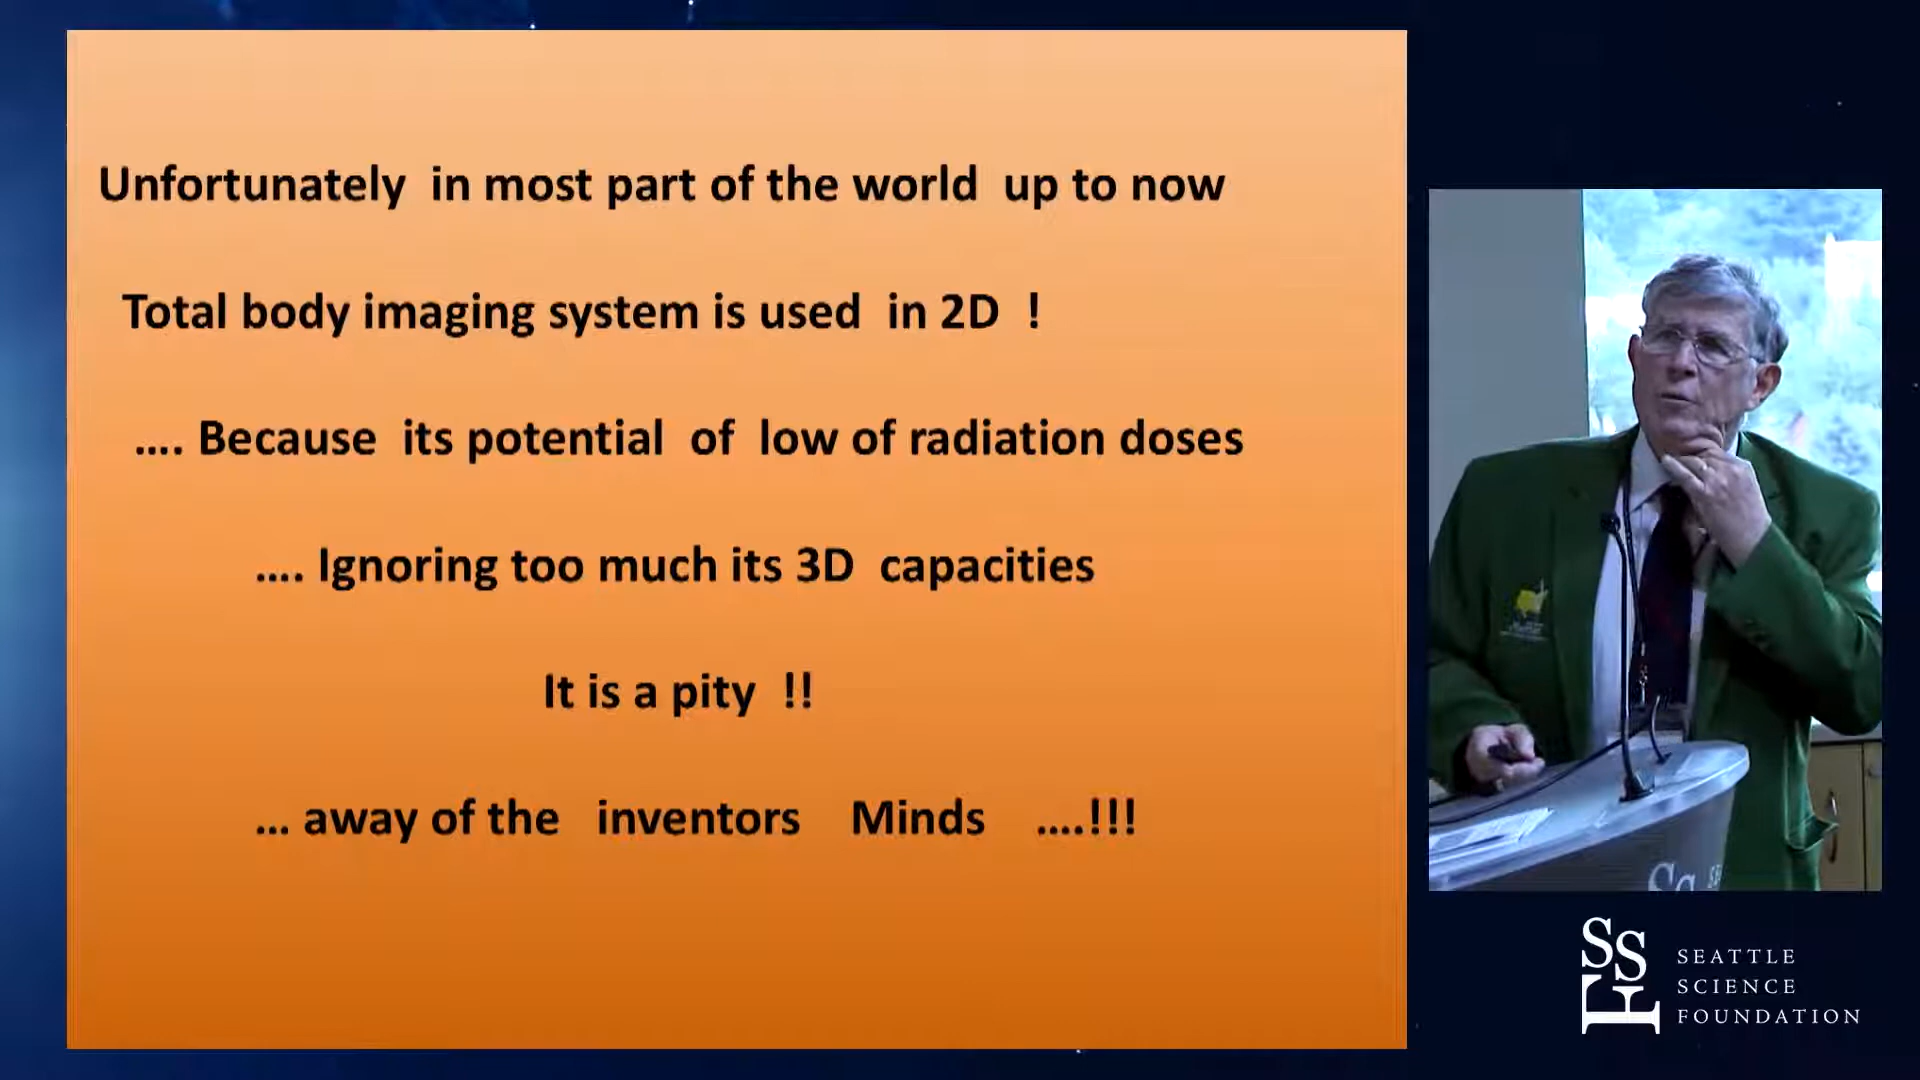 Unfortunately in most part of the world up to now
Total body imaging system is used in 2D !
.... Because its potential of low of radiation doses
.... Ignoring too much its 3D capacities
It is a pity !!
... away of the inventors Minds ....!!!
SSF
SEATTLE
SCIENCE
FOUNDATION